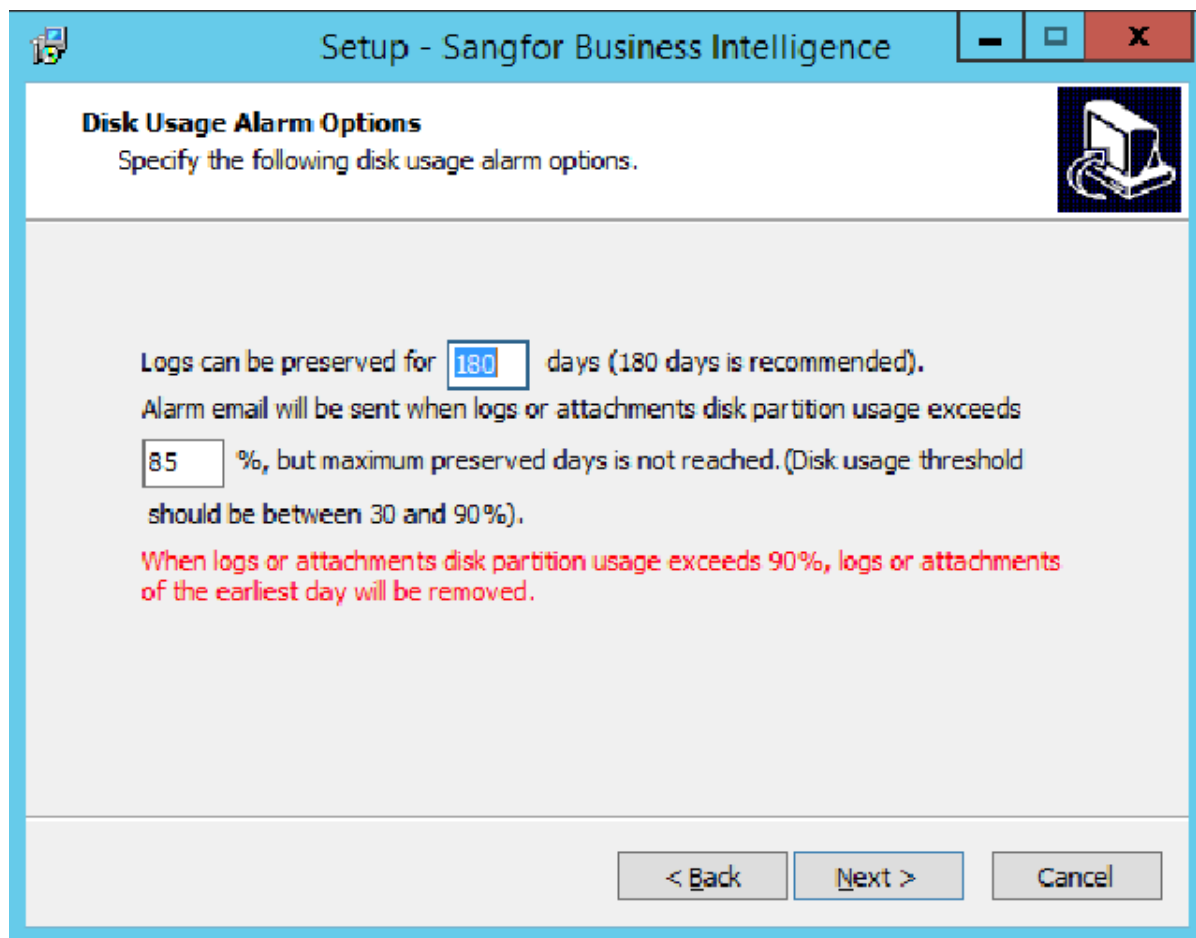 Setup - Sangfor Business Intelligence
Disk Usage Alarm Options
Specify the following disk usage alarm options.
Logs can be preserved for 180 days (180 days is recommended).
Alarm email will be sent when logs or attachments disk partition usage exceeds
85 %, but maximum preserved days is not reached.(Disk usage threshold
should be between 30 and 90%).
When logs or attachments disk partition usage exceeds 90%, logs or attachments
of the earliest day will be removed.
< Back Next > Cancel